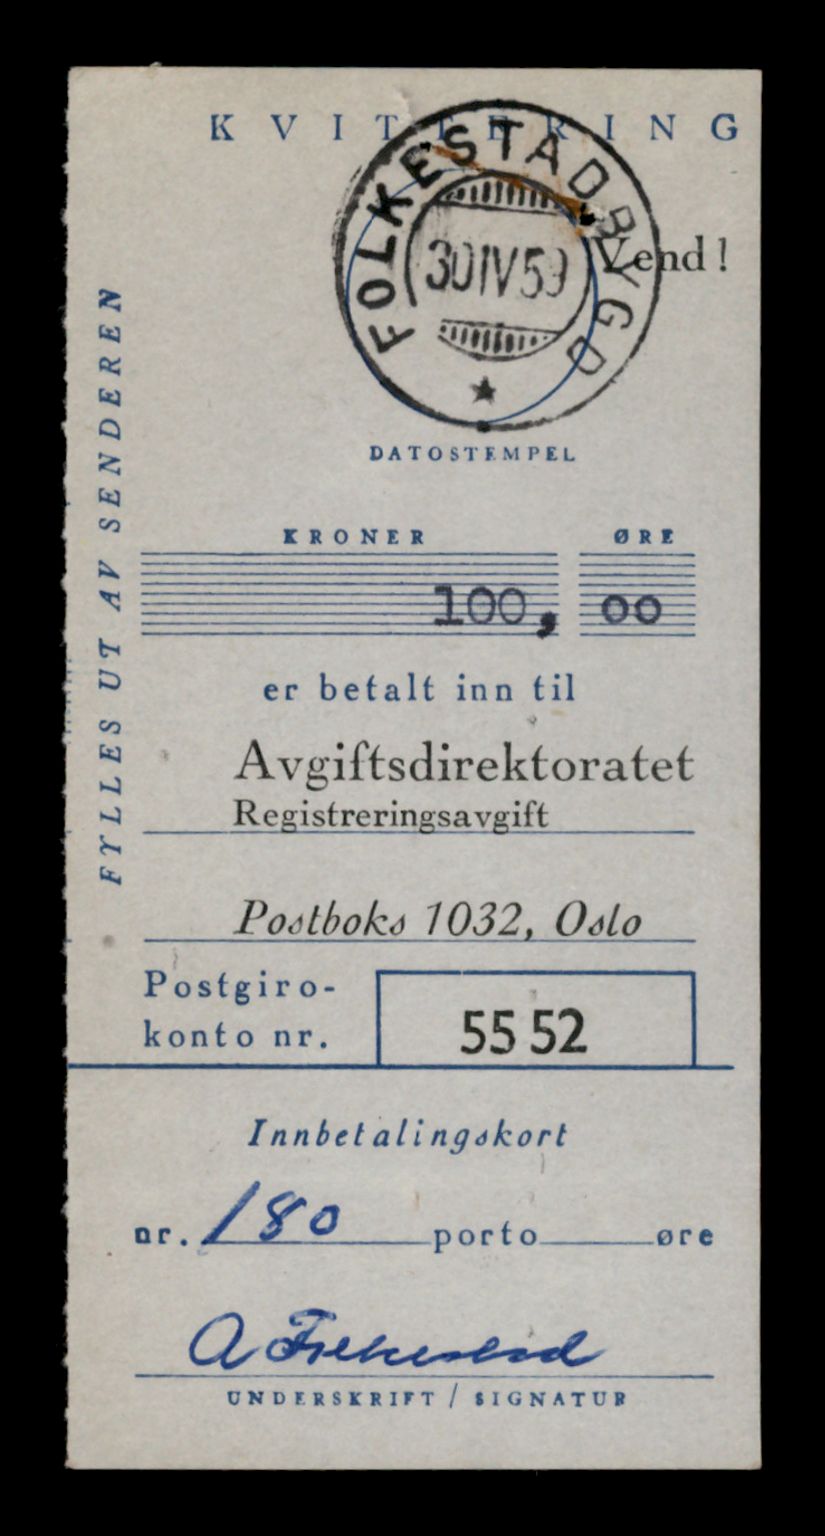 KVITTERING
FOLKESTADBYGD
30 IV 59
Vend!
DATOSTEMPEL
FYLLES UT AV SENDEREN
KRONER ØRE
100, 00
er betalt inn til
Avgiftsdirektoratet
Registreringsavgift
Postboks 1032, Oslo
Postgiro-
konto nr. 55 52
Innbetalingskort
nr. 180 porto øre
A Folkestad
UNDERSKRIFT / SIGNATUR